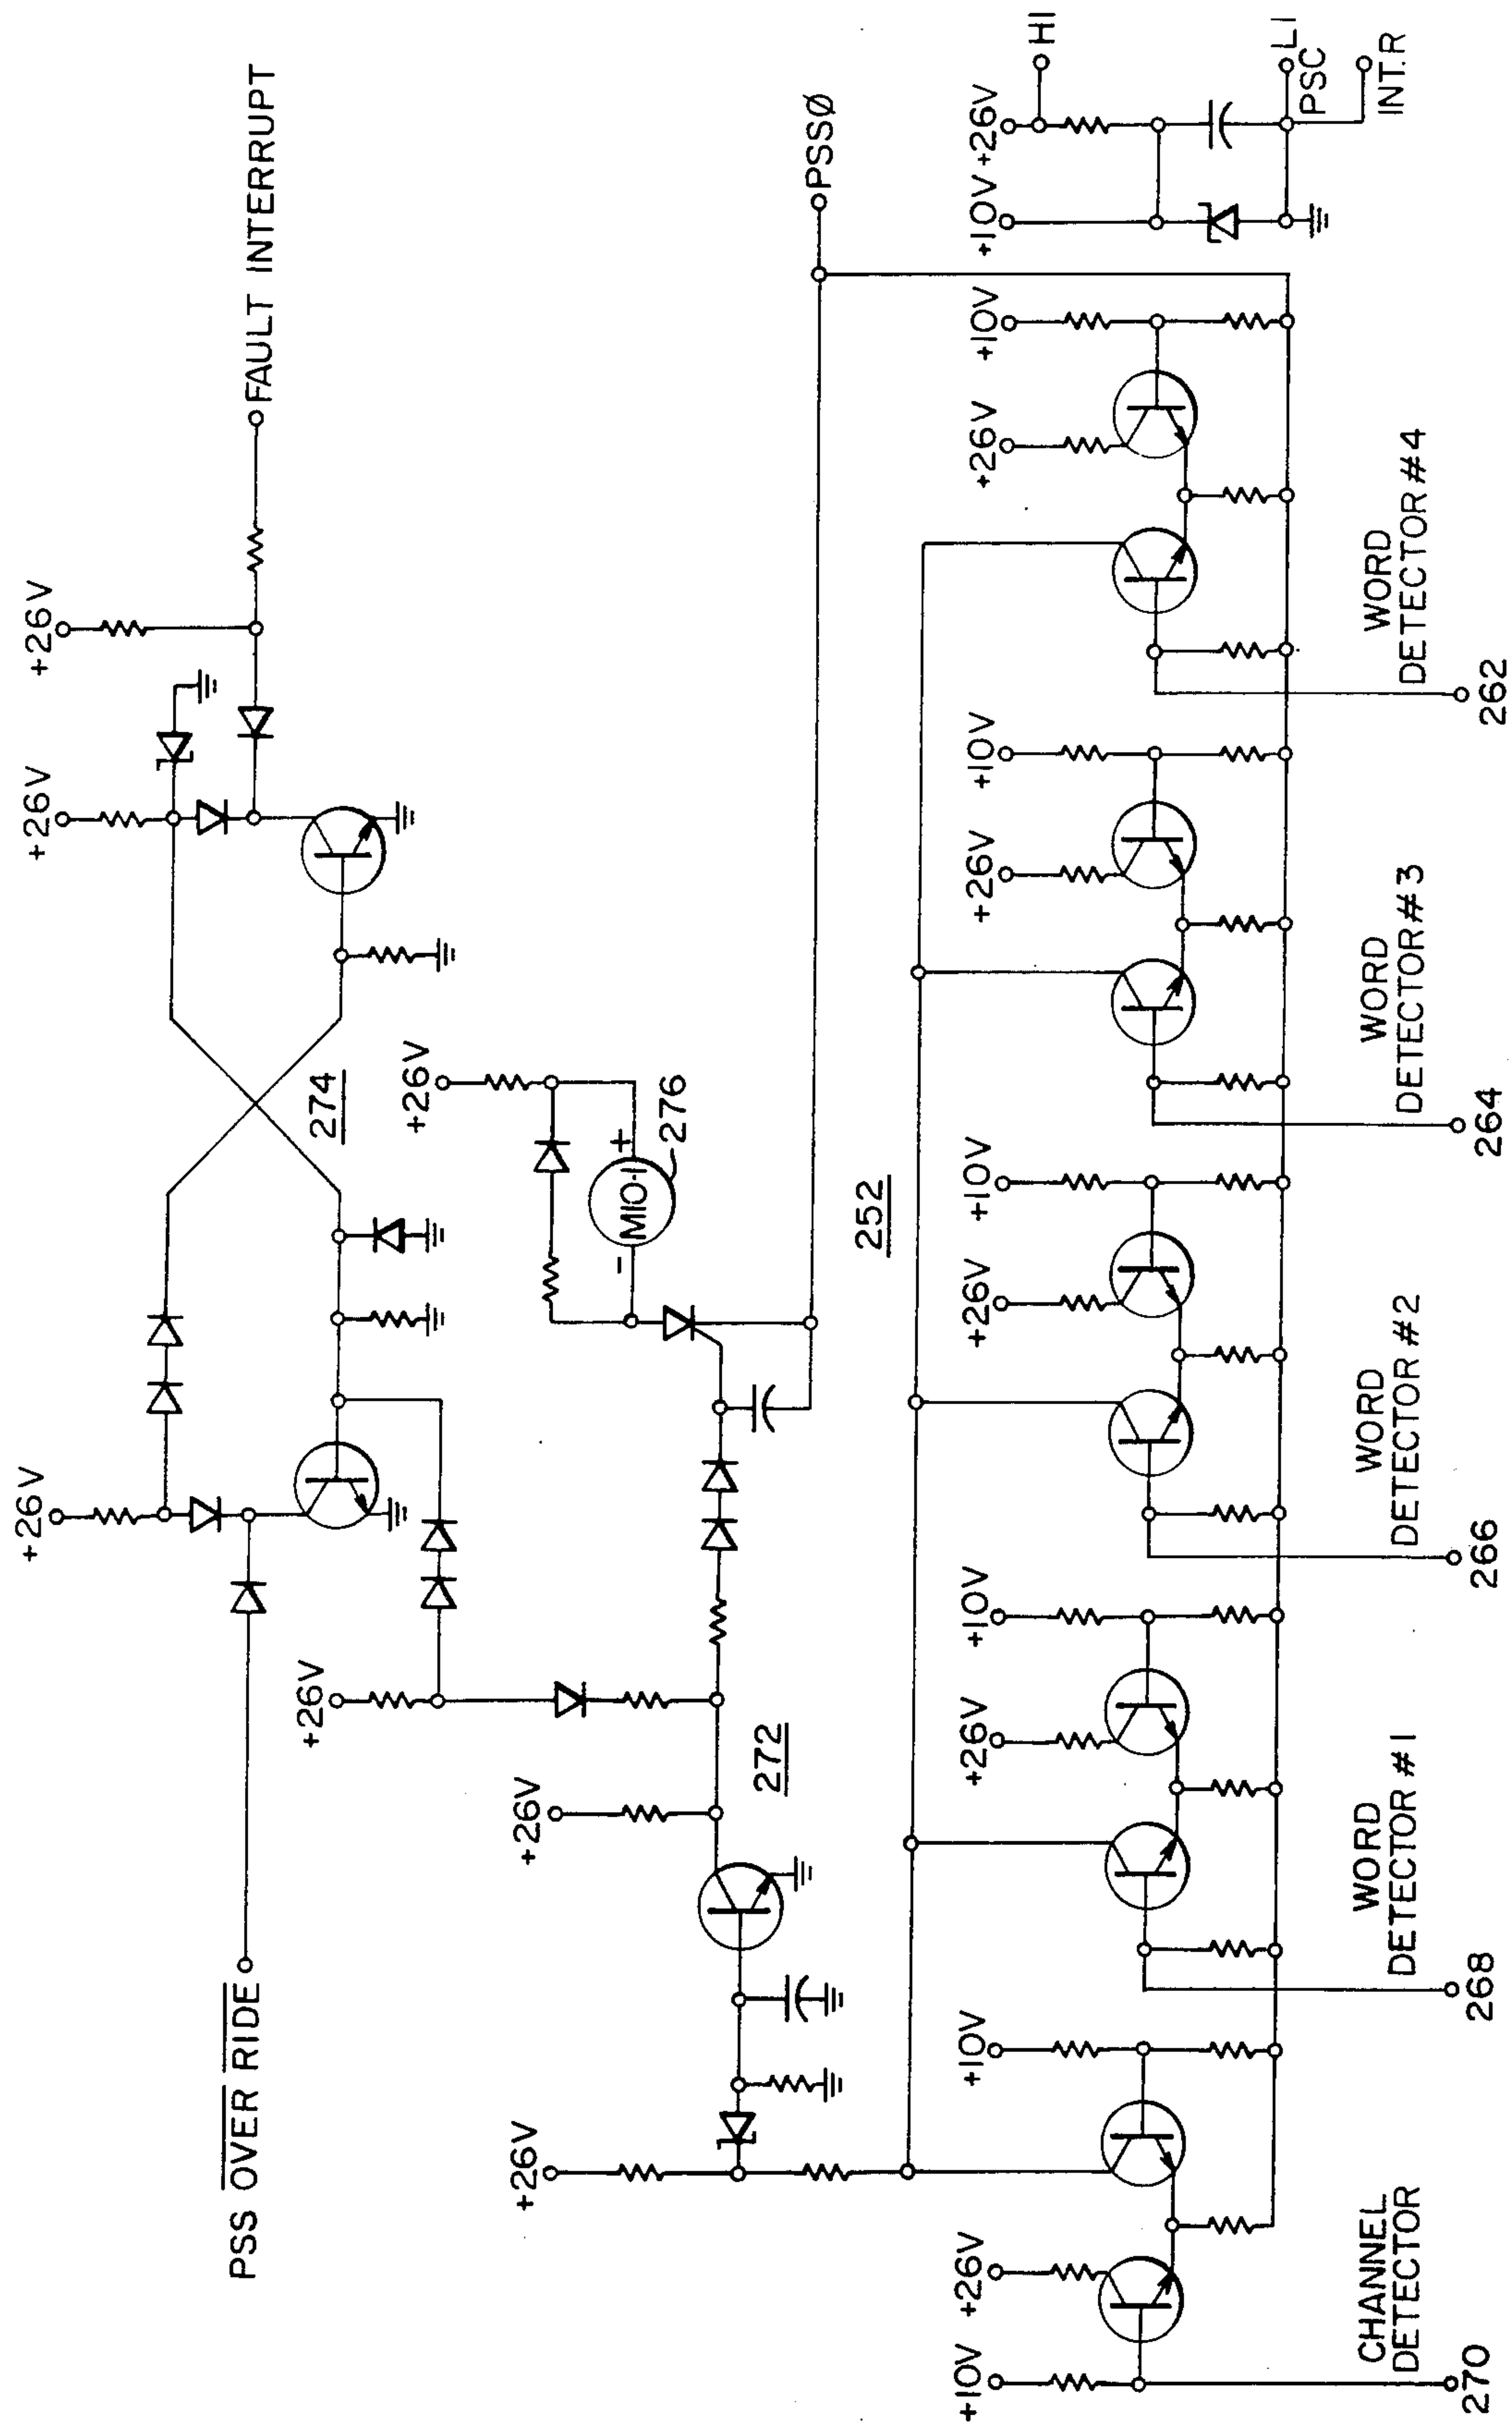 PSS OVER RIDE
+26V
+26V
+26V
FAULT INTERRUPT
274
+26V
+26V
276
MIO-1
+
-
+26V
272
+26V
PSSØ
252
+10V
+26V
+10V
+26V
+10V
+26V
+10V
+26V
+10V
+26V
+10V
+10V
+26V
HI
LI
PSC
INT. R
CHANNEL
DETECTOR
270
WORD
DETECTOR #1
268
WORD
DETECTOR #2
266
WORD
DETECTOR #3
264
WORD
DETECTOR #4
262